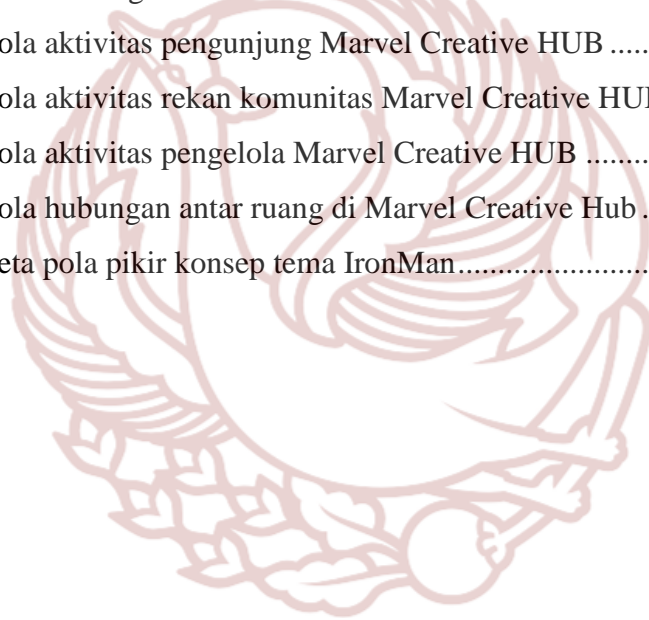 ola aktivitas pengunjung Marvel Creative HUB .....
ola aktivitas rekan komunitas Marvel Creative HUB
ola aktivitas pengelola Marvel Creative HUB ........
ola hubungan antar ruang di Marvel Creative Hub .
eta pola pikir konsep tema IronMan......................